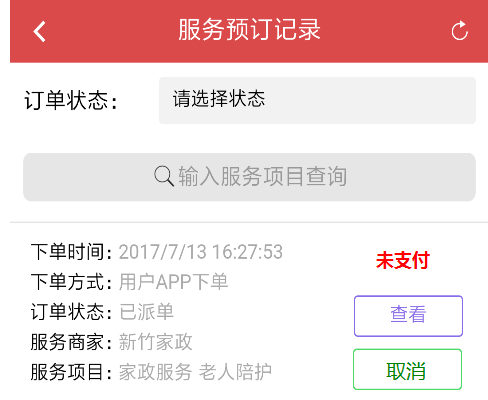 服务预订记录
订单状态： 请选择状态
输入服务项目查询
下单时间：2017/7/13 16:27:53
未支付
下单方式：用户APP下单
订单状态：已派单
查看
服务商家：新竹家政
服务项目：家政服务 老人陪护
取消